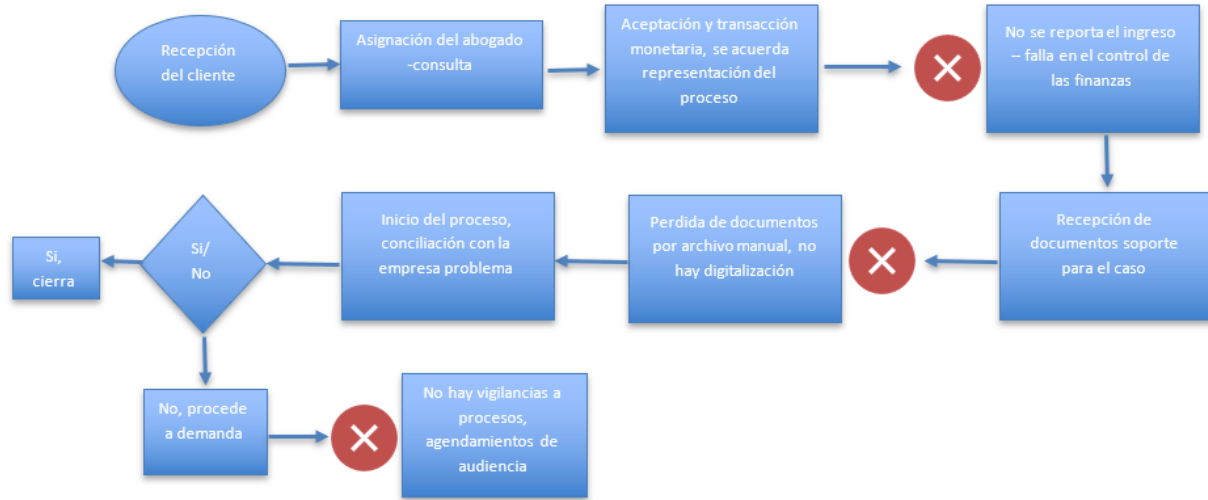 Recepción
del cliente
Asignación del abogado
-consulta
Aceptación y transacción
monetaria, se acuerda
representación del
proceso
No se reporta el ingreso
– falla en el control de
las finanzas
Recepción de
documentos soporte
para el caso
Perdida de documentos
por archivo manual, no
hay digitalización
Inicio del proceso,
conciliación con la
empresa problema
Si/
No
Si,
cierra
No, procede
a demanda
No hay vigilancias a
procesos,
agendamientos de
audiencia